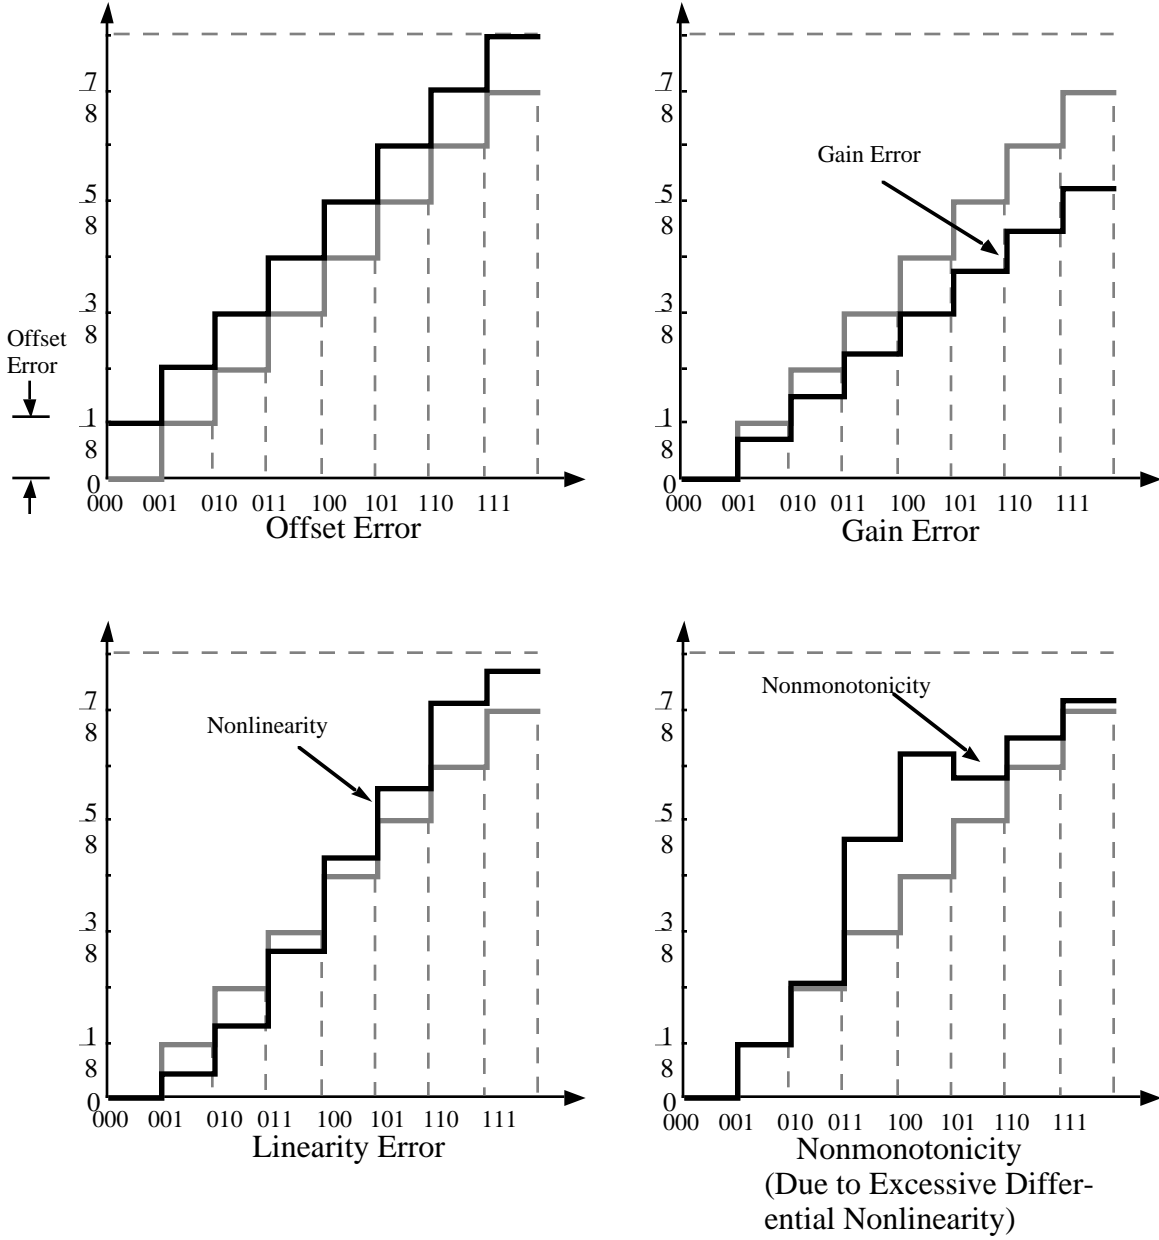 7
8
5
8
3
8
1
8
0
Offset
Error
000 001 010 011 100 101 110 111
Offset Error
7
8
5
8
3
8
1
8
0
Gain Error
000 001 010 011 100 101 110 111
Gain Error
7
8
5
8
3
8
1
8
0
Nonlinearity
000 001 010 011 100 101 110 111
Linearity Error
7
8
5
8
3
8
1
8
0
Nonmonotonicity
000 001 010 011 100 101 110 111
Nonmonotonicity
(Due to Excessive Differ-
ential Nonlinearity)